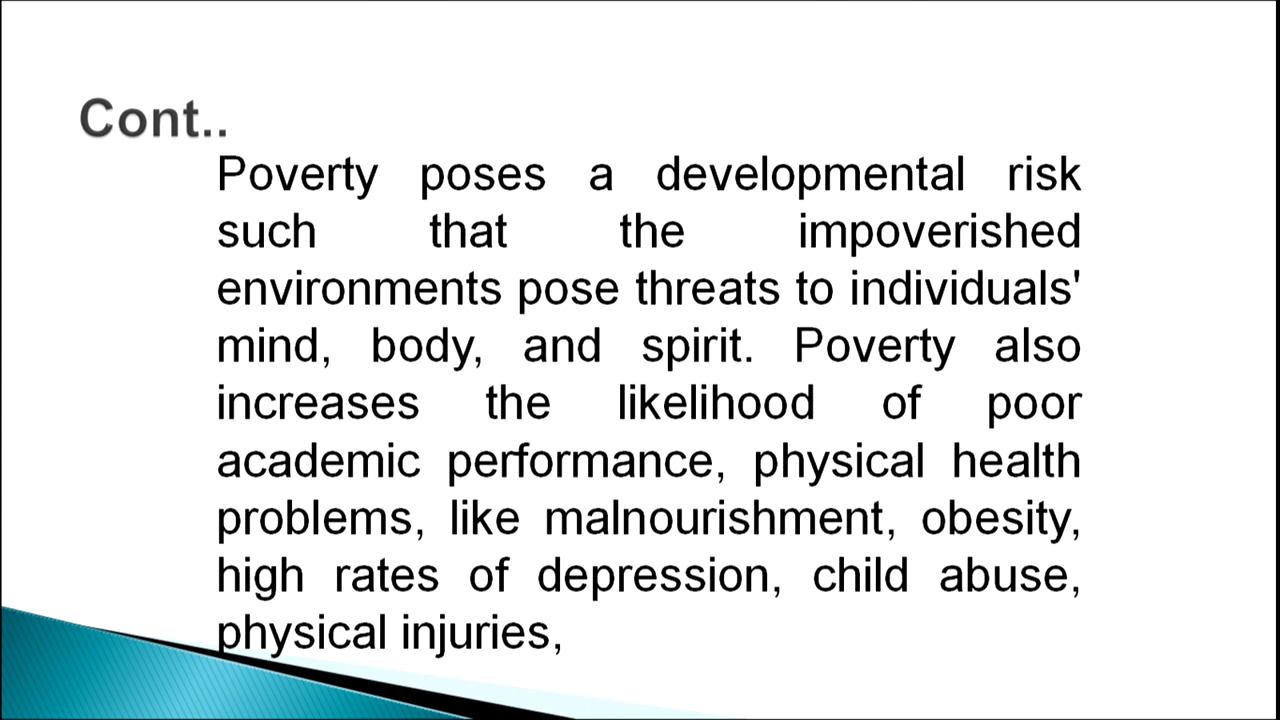 Cont..
Poverty poses a developmental risk
such that the impoverished
environments pose threats to individuals'
mind, body, and spirit. Poverty also
increases the likelihood of poor
academic performance, physical health
problems, like malnourishment, obesity,
high rates of depression, child abuse,
physical injuries,